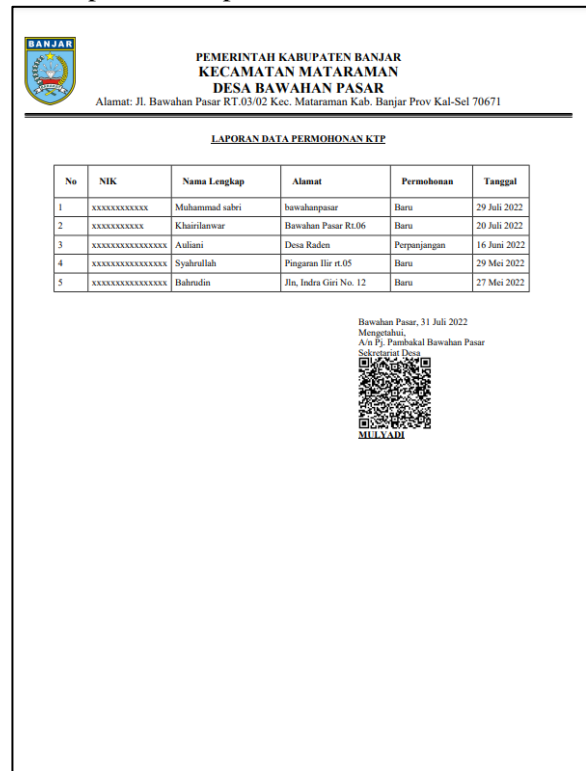 BANJAR
PEMERINTAH KABUPATEN BANJAR
KECAMATAN MATARAMAN
DESA BAWAHAN PASAR
Alamat: Jl. Bawahan Pasar RT.03/02 Kec. Mataraman Kab. Banjar Prov Kal-Sel 70671
LAPORAN DATA PERMOHONAN KTP
No NIK Nama Lengkap Alamat Permohonan Tanggal
1 xxxxxxxxxxxx Muhammad sabri bawahanpasar Baru 29 Juli 2022
2 xxxxxxxxxxx Khairilanwar Bawahan Pasar Rt.06 Baru 20 Juli 2022
3 xxxxxxxxxxxxxxxx Auliani Desa Raden Perpanjangan 16 Juni 2022
4 xxxxxxxxxxxxxxxx Syahrullah Pingaran Ilir rt.05 Baru 29 Mei 2022
5 xxxxxxxxxxxxxxxx Bahrudin Jln, Indra Giri No. 12 Baru 27 Mei 2022
Bawahan Pasar, 31 Juli 2022
Mengetahui,
A/n Pj. Pambakal Bawahan Pasar
Sekretariat Desa
MULYADI